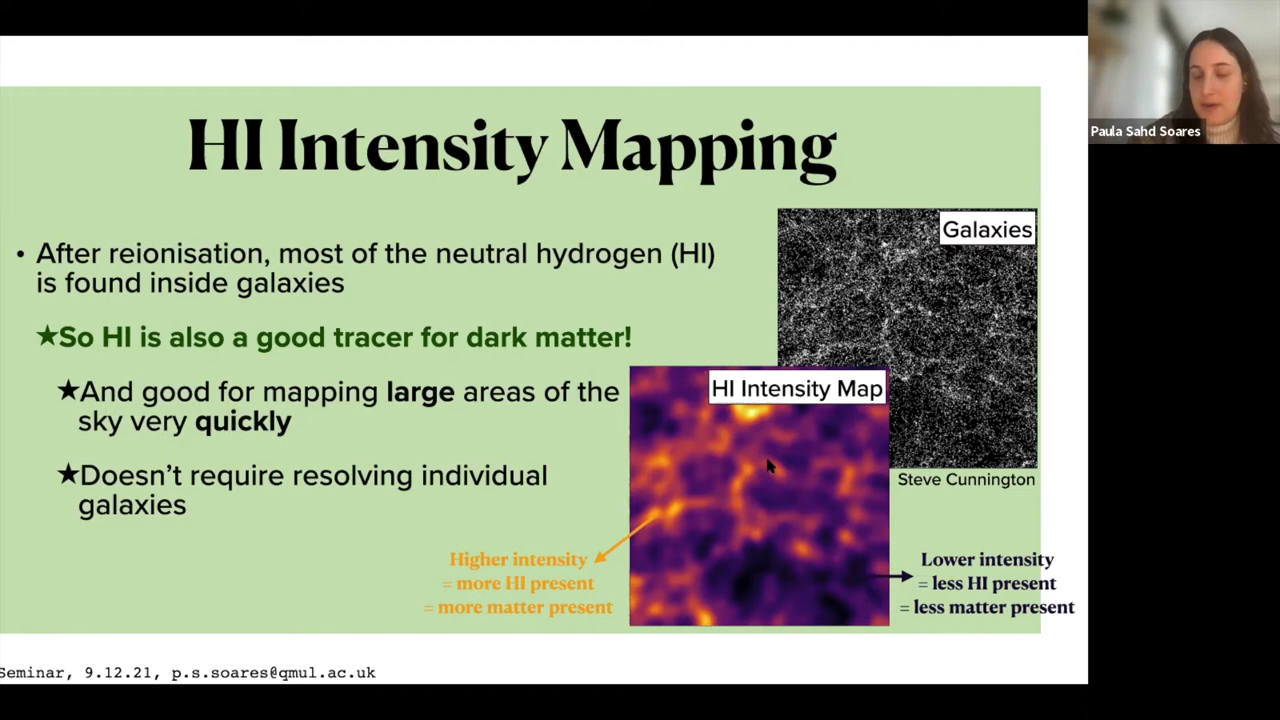 HI Intensity Mapping
• After reionisation, most of the neutral hydrogen (HI)
is found inside galaxies
★So HI is also a good tracer for dark matter!
★And good for mapping large areas of the
sky very quickly
★Doesn't require resolving individual
galaxies
Galaxies
HI Intensity Map
Steve Cunnington
Higher intensity
= more HI present
= more matter present
Lower intensity
= less HI present
= less matter present
Seminar, 9.12.21, p.s.soares@qmul.ac.uk
Paula Sahd Soares